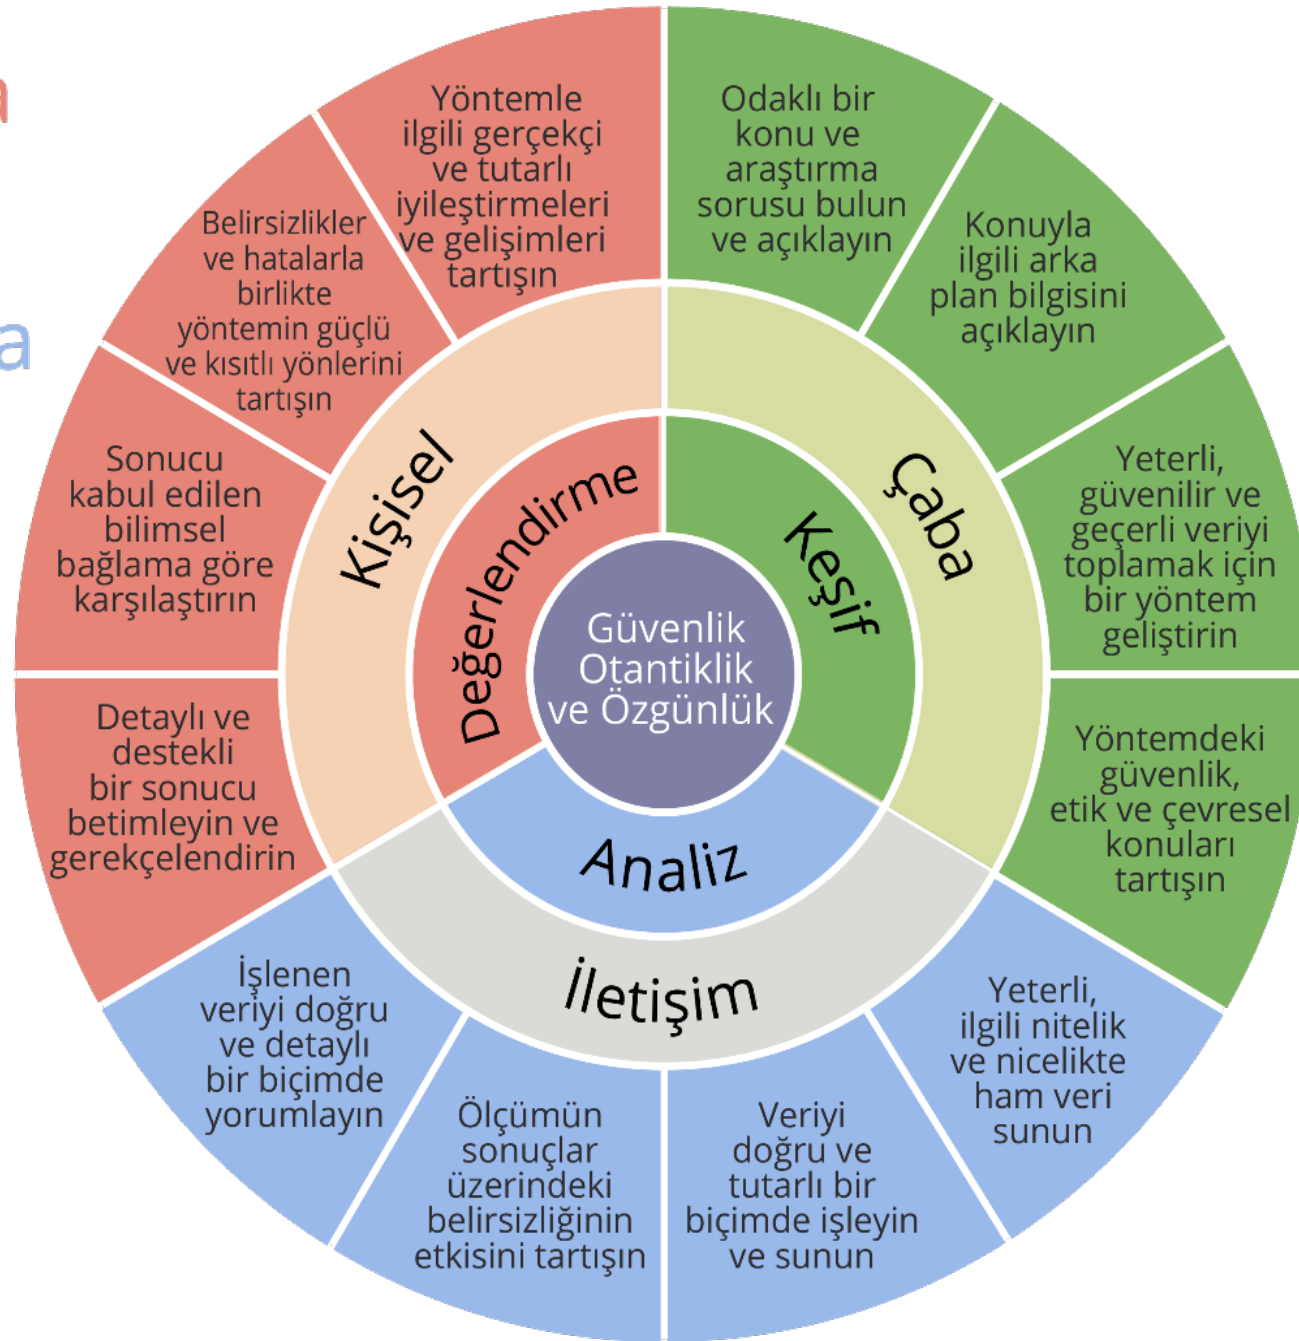 Odaklı bir
konu ve
araştırma
sorusu bulun
ve açıklayın
Konuyla
ilgili arka
plan bilgisini
açıklayın
Yeterli,
güvenilir ve
geçerli veriyi
toplamak için
bir yöntem
geliştirin
Yöntemdeki
güvenlik,
etik ve çevresel
konuları
tartışın
Yeterli,
ilgili nitelik
ve nicelikte
ham veri
sunun
Veriyi
doğru ve
tutarlı bir
biçimde işleyin
ve sunun
Ölçümün
sonuçlar
üzerindeki
belirsizliğinin
etkisini tartışın
İşlenen
veriyi doğru
ve detaylı
bir biçimde
yorumlayın
Detaylı ve
destekli
bir sonucu
betimleyin ve
gerekçelendirin
Sonucu
kabul edilen
bilimsel
bağlama göre
karşılaştırın
Belirsizlikler
ve hatalarla
birlikte
yöntemin güçlü
ve kısıtlı yönlerini
tartışın
Yöntemle
ilgili gerçekçi
ve tutarlı
iyileştirmeleri
ve gelişimleri
tartışın
Kişisel
Çaba
İletişim
Değerlendirme
Keşif
Analiz
Güvenlik
Otantiklik
ve Özgünlük